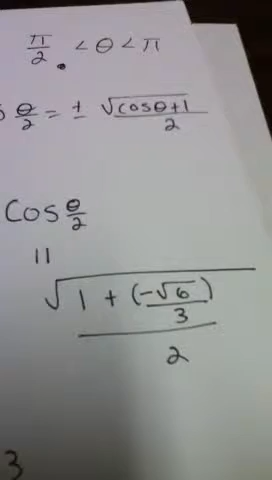 π/2 < θ < π
θ/2 = ± √(cosθ+1)/2
Cos θ/2
=
√(1 + (-√6/3)/2)
3